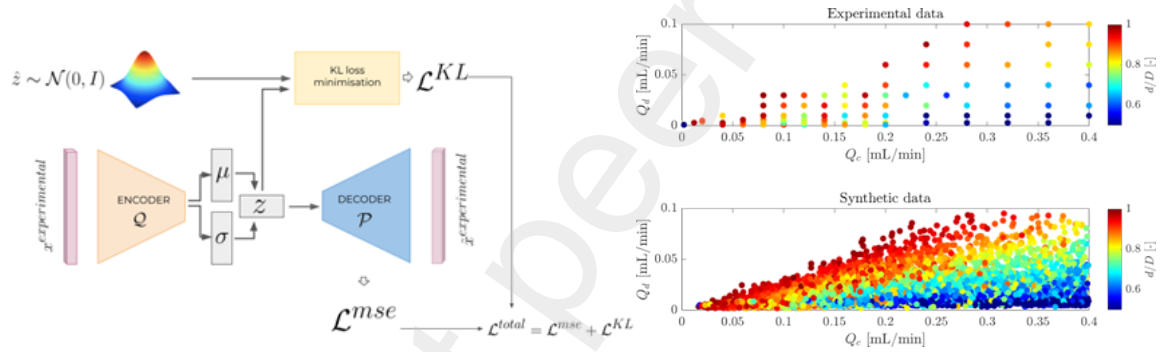 ẑ ~ N(0, I)
KL loss
minimisation
𝓛^{KL}
x^{experimental}
ENCODER
Q
μ
σ
z
DECODER
P
x̂^{experimental}
𝓛^{mse}
𝓛^{total} = 𝓛^{mse} + 𝓛^{KL}
Experimental data
0.1
0.05
0
Q_d [mL/min]
0 0.05 0.1 0.15 0.2 0.25 0.3 0.35 0.4
Q_c [mL/min]
1
0.8
0.6
d/D [-]
Synthetic data
0.1
0.05
0
Q_d [mL/min]
0 0.05 0.1 0.15 0.2 0.25 0.3 0.35 0.4
Q_c [mL/min]
1
0.8
0.6
d/D [-]
t peer